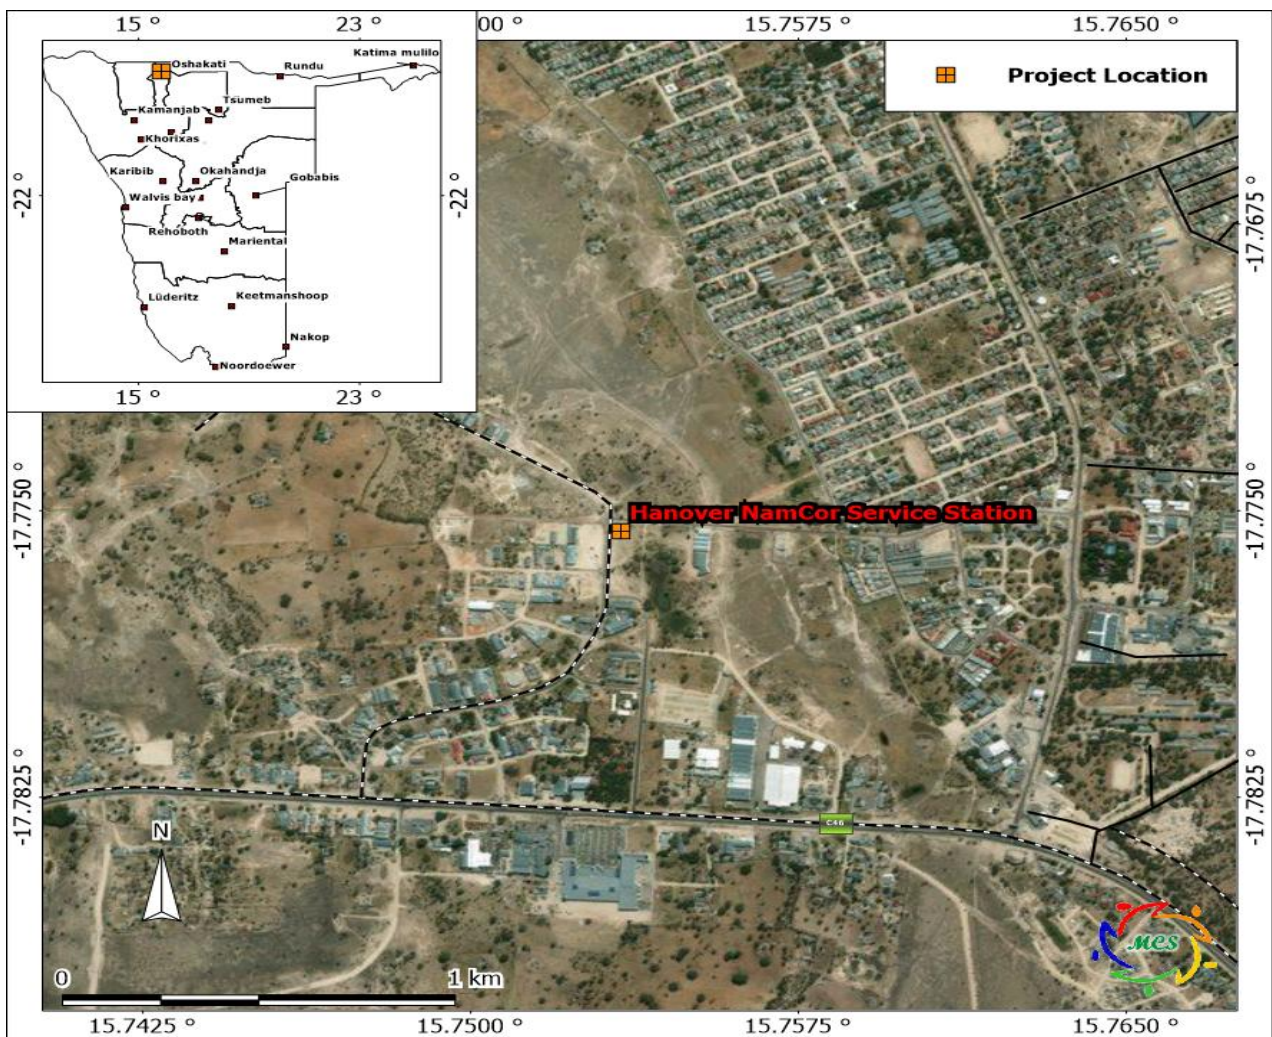 15 °
23 °
00 °
15.7575 °
15.7650 °
Katima mulilo
Oshakati
Rundu
Project Location
Tsumeb
Kamanjab
Khorixas
Karibib
Okahandja
Gobabis
-22 °
-22 °
Walvis bay
Rehoboth
Mariental
-17.7675 °
Lüderitz
Keetmanshoop
Nakop
Noordoewer
15 °
23 °
-17.7750 °
Hanover NamCor Service Station
-17.7750 °
-17.7825 °
-17.7825 °
C46
N
MCS
0
1 km
15.7425 °
15.7500 °
15.7575 °
15.7650 °